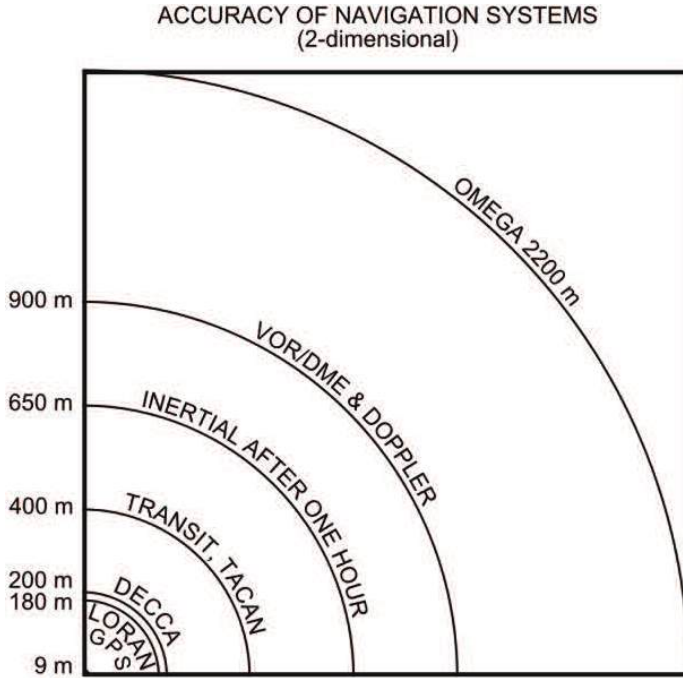 ACCURACY OF NAVIGATION SYSTEMS
(2-dimensional)
OMEGA 2200 m
900 m
VOR/DME & DOPPLER
650 m
INERTIAL AFTER ONE HOUR
400 m
TRANSIT, TACAN
200 m
DECCA
180 m
LORAN
GPS
9 m